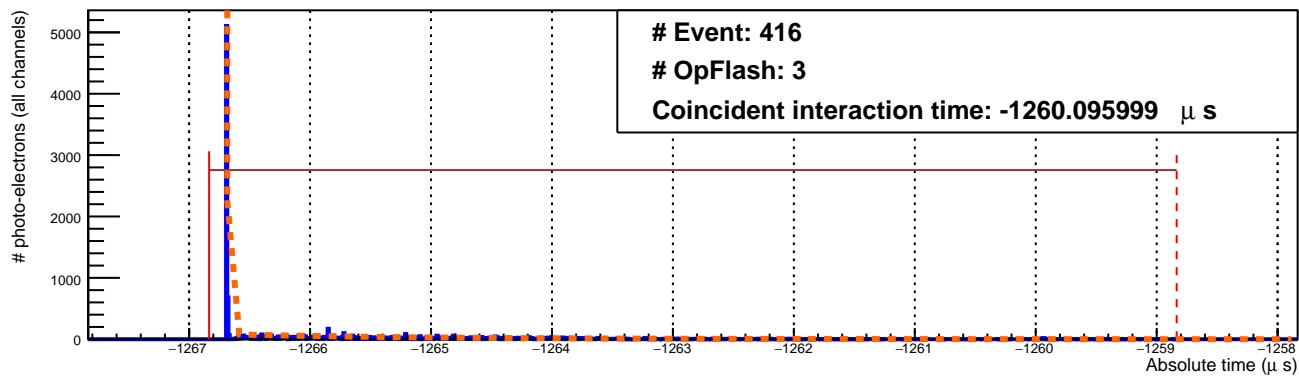 # Event: 416
# OpFlash: 3
Coincident interaction time: -1260.095999 μ s
# photo-electrons (all channels)
5000
4000
3000
2000
1000
0
−1267 −1266 −1265 −1264 −1263 −1262 −1261 −1260 −1259 −1258
Absolute time (μ s)